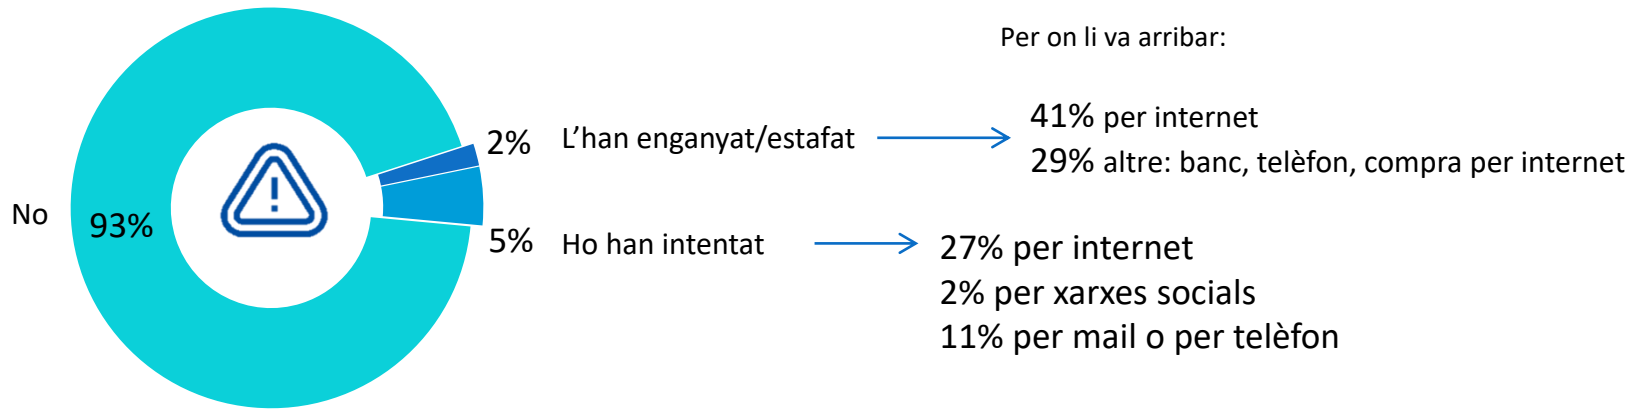 Per on li va arribar:
2% L'han enganyat/estafat
41% per internet
29% altre: banc, telèfon, compra per internet
No 93%
5% Ho han intentat
27% per internet
2% per xarxes socials
11% per mail o per telèfon